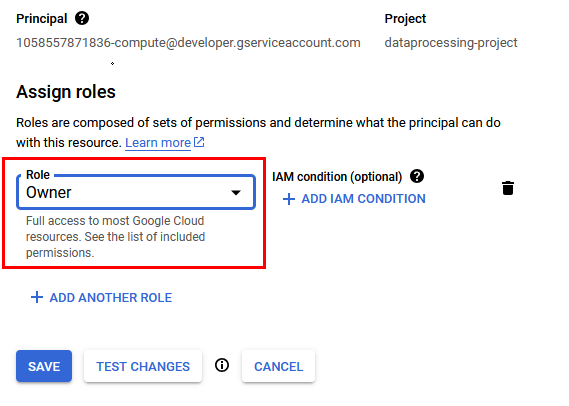 Principal
Project
1058557871836-compute@developer.gserviceaccount.com
dataprocessing-project
Assign roles
Roles are composed of sets of permissions and determine what the principal can do
with this resource. Learn more
Role
Owner
Full access to most Google Cloud
resources. See the list of included
permissions.
IAM condition (optional)
+ ADD IAM CONDITION
+ ADD ANOTHER ROLE
SAVE
TEST CHANGES
CANCEL